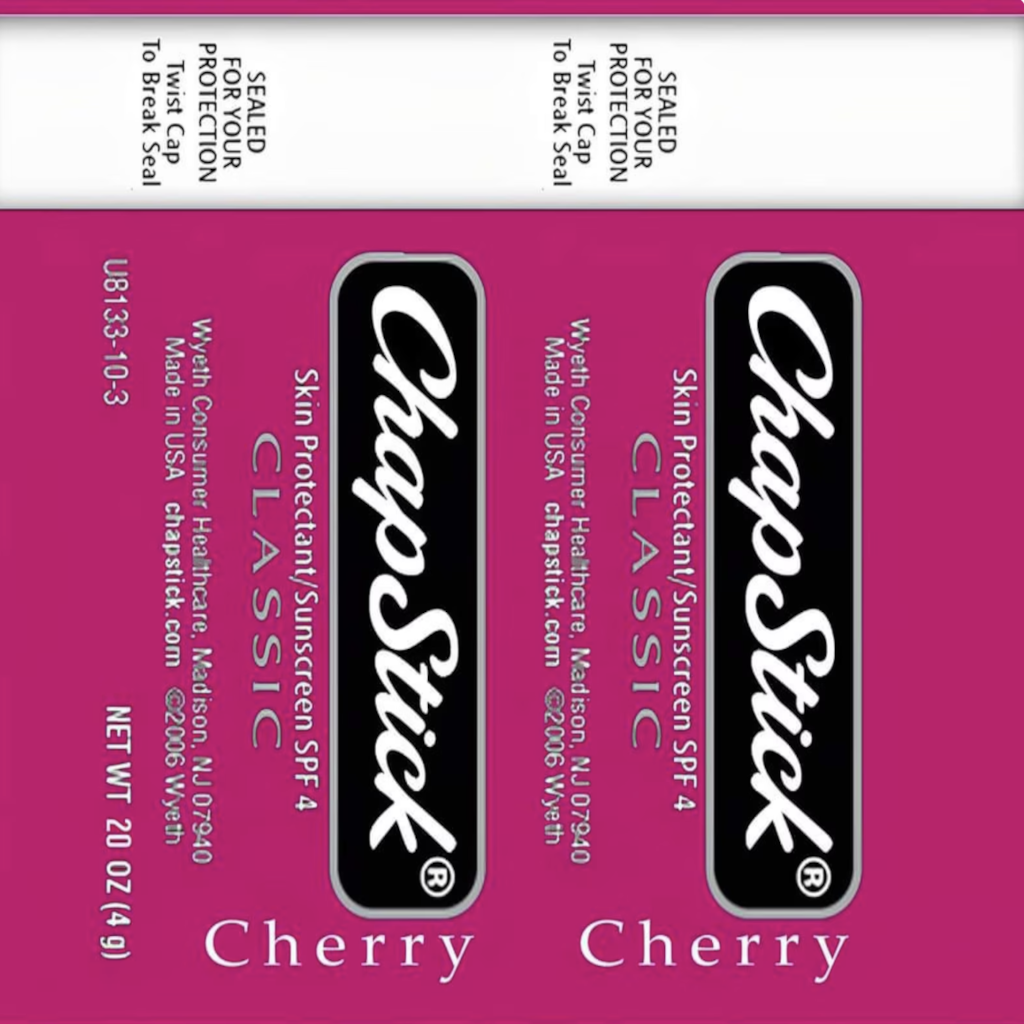 SEALED
FOR YOUR
PROTECTION
Twist Cap
To Break Seal
SEALED
FOR YOUR
PROTECTION
Twist Cap
To Break Seal
ChapStick®
Skin Protectant/Sunscreen SPF 4
CLASSIC
Wyeth Consumer Healthcare, Madison, NJ 07940
Made in USA chapstick.com ©2006 Wyeth
Cherry
ChapStick®
Skin Protectant/Sunscreen SPF 4
CLASSIC
Wyeth Consumer Healthcare, Madison, NJ 07940
Made in USA chapstick.com ©2006 Wyeth
Cherry
U8133-10-3 NET WT 20 OZ (4 g)